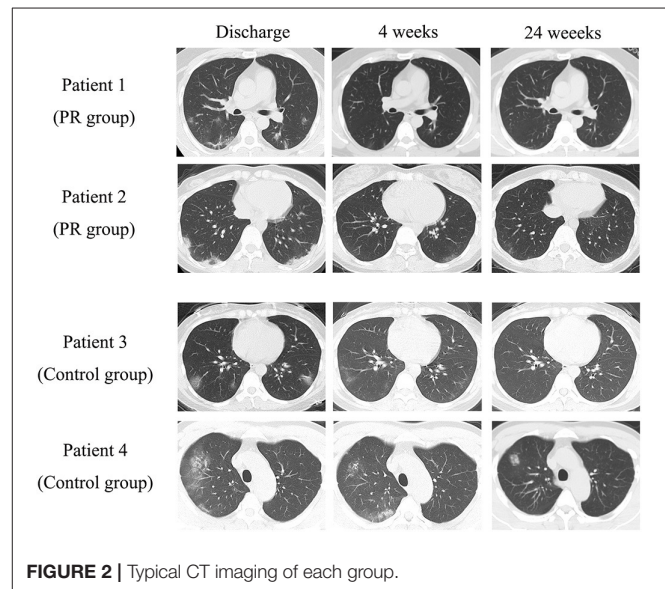 Discharge 4 weeks 24 weeeks
Patient 1
(PR group)
Patient 2
(PR group)
Patient 3
(Control group)
Patient 4
(Control group)
FIGURE 2 | Typical CT imaging of each group.